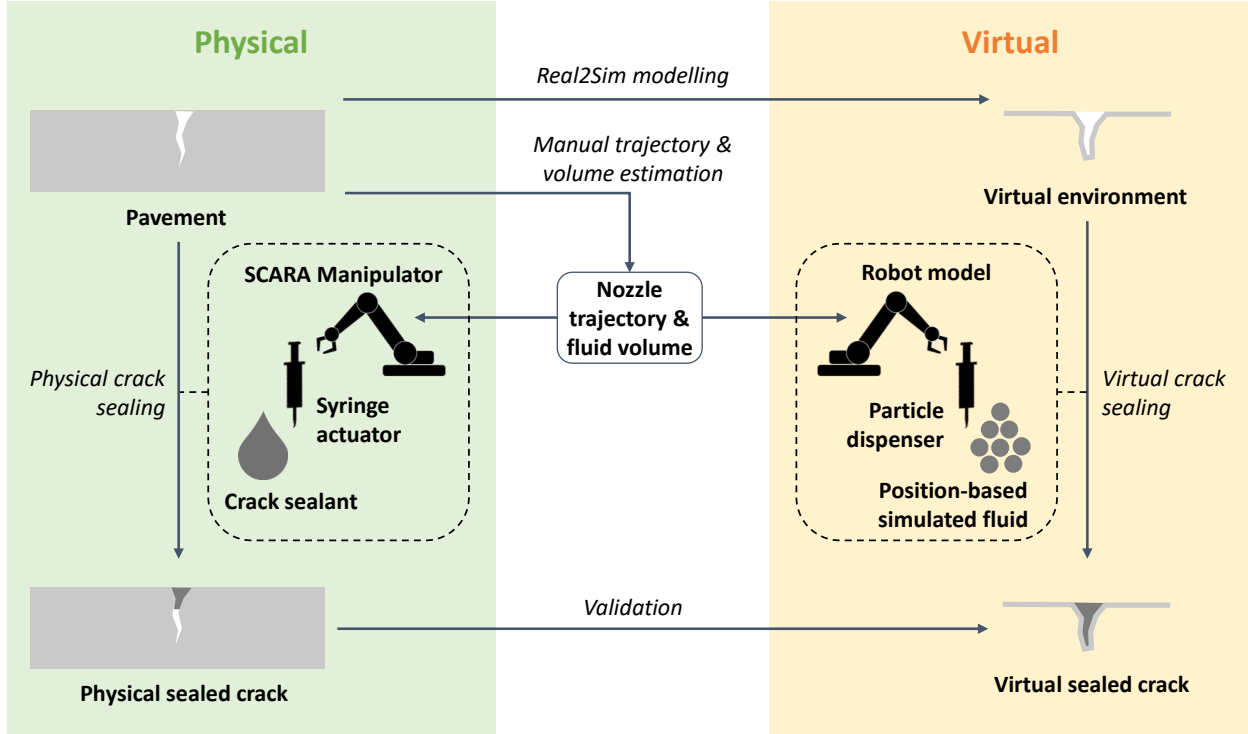 Physical
Virtual
Real2Sim modelling
Manual trajectory &
volume estimation
Pavement
Virtual environment
SCARA Manipulator
Nozzle
trajectory &
fluid volume
Robot model
Physical crack
sealing
Syringe
actuator
Crack sealant
Particle
dispenser
Position-based
simulated fluid
Virtual crack
sealing
Validation
Physical sealed crack
Virtual sealed crack